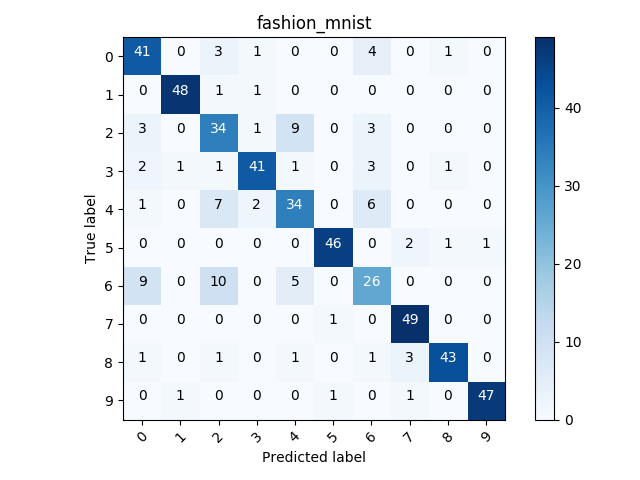 fashion_mnist
0 41 0 3 1 0 0 4 0 1 0
1 0 48 1 1 0 0 0 0 0 0
2 3 0 34 1 9 0 3 0 0 0
3 2 1 1 41 1 0 3 0 1 0
4 1 0 7 2 34 0 6 0 0 0
5 0 0 0 0 0 46 0 2 1 1
6 9 0 10 0 5 0 26 0 0 0
7 0 0 0 0 0 1 0 49 0 0
8 1 0 1 0 1 0 1 3 43 0
9 0 1 0 0 0 1 0 1 0 47
0 1 2 3 4 5 6 7 8 9
True label
Predicted label
40
30
20
10
0